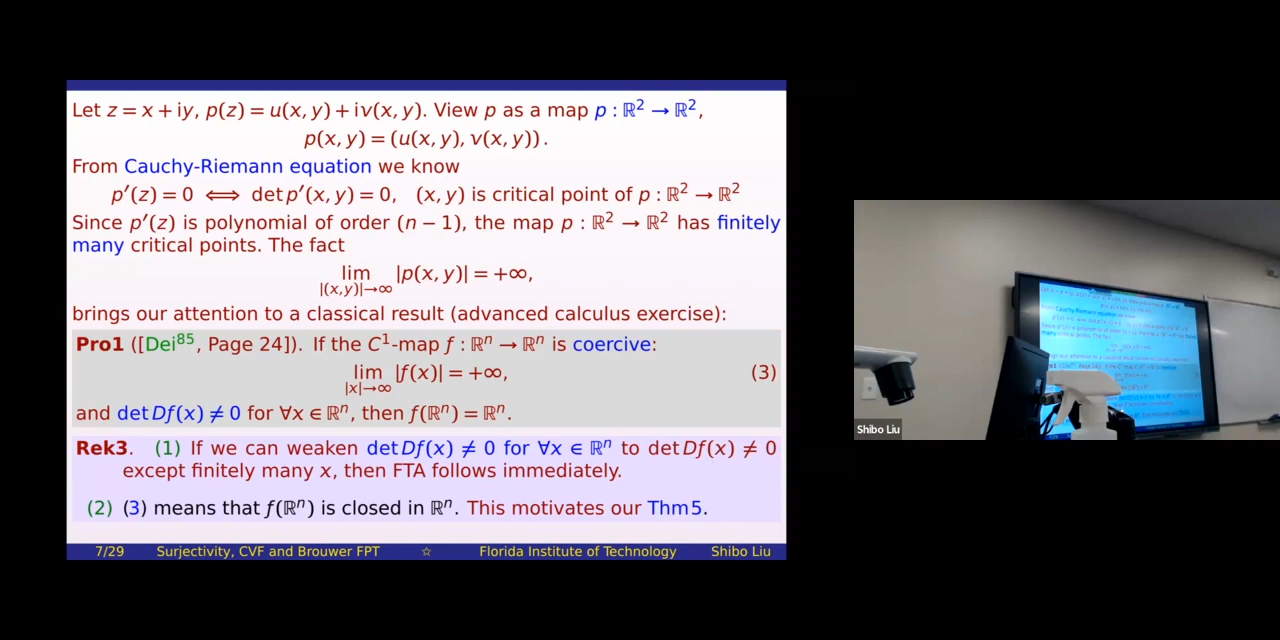 Let z = x + iy, p(z) = u(x, y) + iv(x, y). View p as a map p : ℝ² → ℝ²,
p(x, y) = (u(x, y), v(x, y)).
From Cauchy-Riemann equation we know
p′(z) = 0 ⟺ det p′(x, y) = 0, (x, y) is critical point of p : ℝ² → ℝ²
Since p′(z) is polynomial of order (n − 1), the map p : ℝ² → ℝ² has finitely
many critical points. The fact
lim |p(x, y)| = +∞,
|(x,y)|→∞
brings our attention to a classical result (advanced calculus exercise):
Pro1 ([Dei⁸⁵, Page 24]). If the C¹-map f : ℝⁿ → ℝⁿ is coercive:
lim |f(x)| = +∞, (3)
|x|→∞
and det Df(x) ≠ 0 for ∀x ∈ ℝⁿ, then f(ℝⁿ) = ℝⁿ.
Rek3. (1) If we can weaken det Df(x) ≠ 0 for ∀x ∈ ℝⁿ to det Df(x) ≠ 0
except finitely many x, then FTA follows immediately.
(2) (3) means that f(ℝⁿ) is closed in ℝⁿ. This motivates our Thm 5.
7/29 Surjectivity, CVF and Brouwer FPT ☆ Florida Institute of Technology Shibo Liu
Shibo Liu